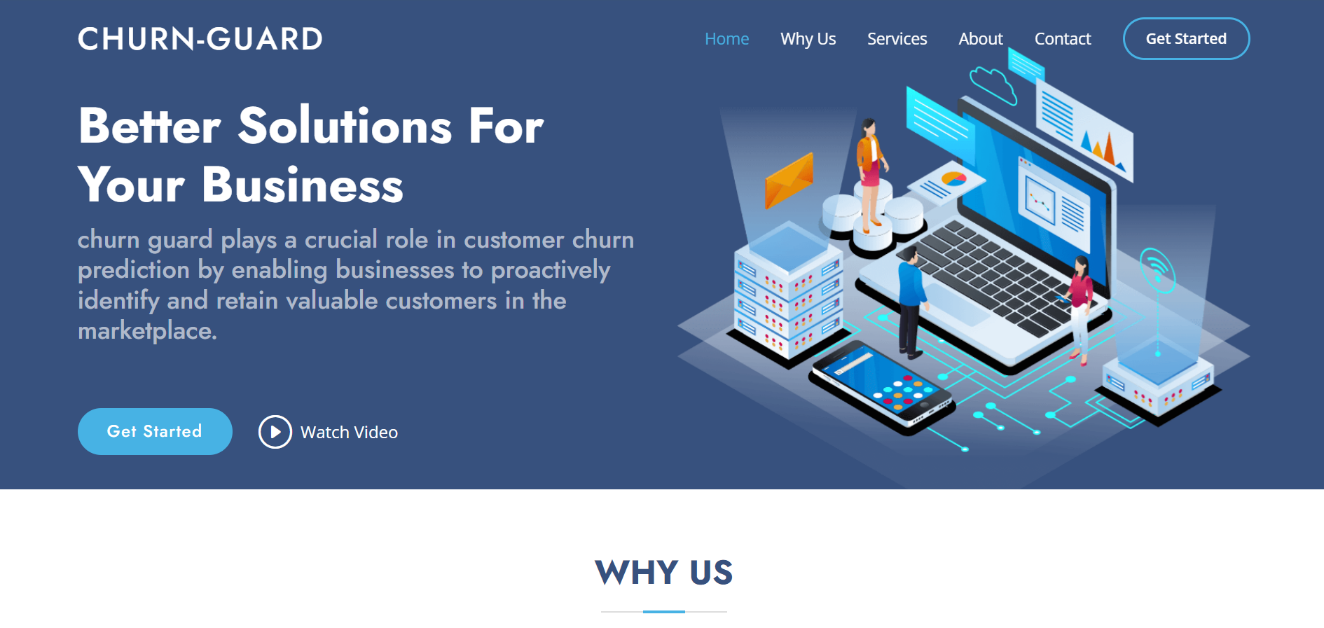 CHURN-GUARD
Home
Why Us
Services
About
Contact
Get Started
Better Solutions For
Your Business
churn guard plays a crucial role in customer churn
prediction by enabling businesses to proactively
identify and retain valuable customers in the
marketplace.
Get Started
Watch Video
WHY US